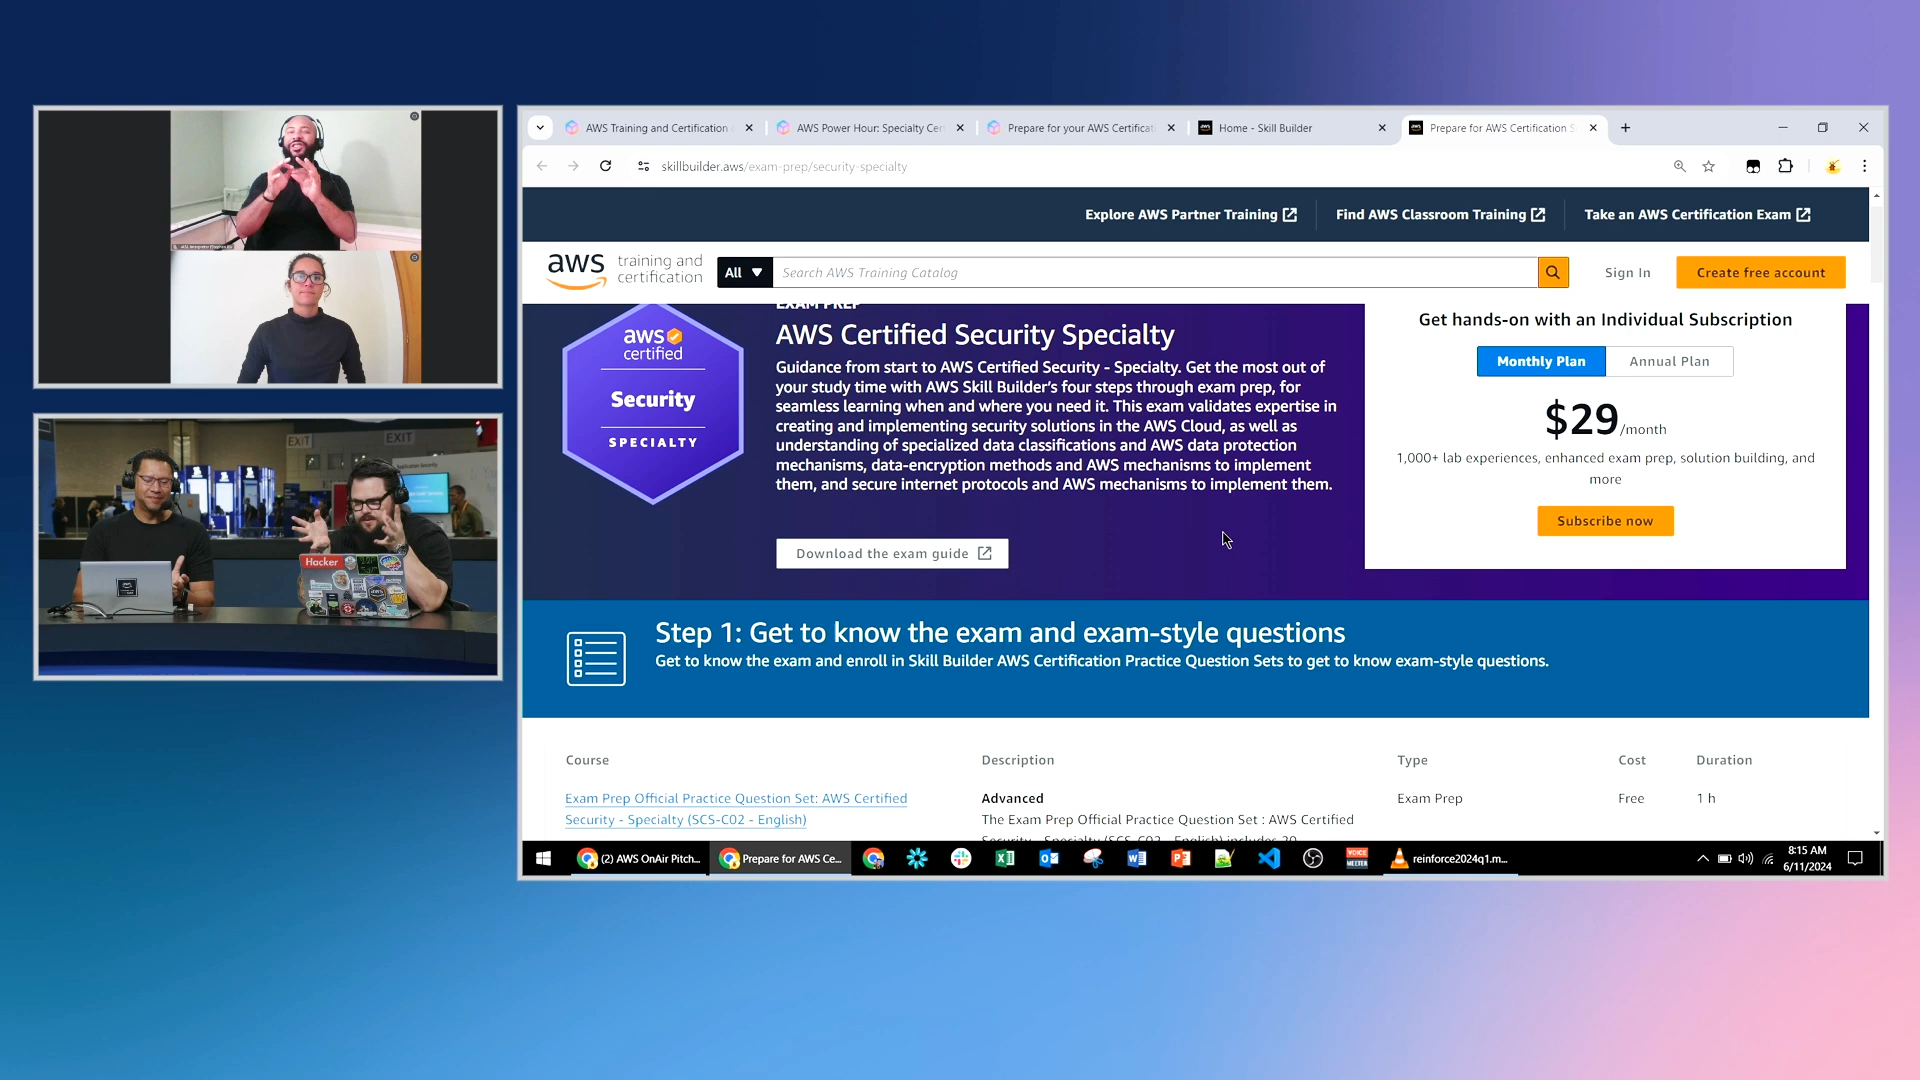 EXIT
EXIT
Hacker
AWS Training and Certification
AWS Power Hour: Specialty Cer
Prepare for your AWS Certificat
Home - Skill Builder
Prepare for AWS Certification S
skillbuilder.aws/exam-prep/security-specialty
Explore AWS Partner Training
Find AWS Classroom Training
Take an AWS Certification Exam
aws training and certification
All
Search AWS Training Catalog
Sign In
Create free account
aws
certified
Security
SPECIALTY
EXAM PREP
AWS Certified Security Specialty
Guidance from start to AWS Certified Security - Specialty. Get the most out of
your study time with AWS Skill Builder's four steps through exam prep, for
seamless learning when and where you need it. This exam validates expertise in
creating and implementing security solutions in the AWS Cloud, as well as
understanding of specialized data classifications and AWS data protection
mechanisms, data-encryption methods and AWS mechanisms to implement
them, and secure internet protocols and AWS mechanisms to implement them.
Download the exam guide
Get hands-on with an Individual Subscription
Monthly Plan
Annual Plan
$29/month
1,000+ lab experiences, enhanced exam prep, solution building, and
more
Subscribe now
Step 1: Get to know the exam and exam-style questions
Get to know the exam and enroll in Skill Builder AWS Certification Practice Question Sets to get to know exam-style questions.
Course
Description
Type
Cost
Duration
Exam Prep Official Practice Question Set: AWS Certified
Security - Specialty (SCS-C02 - English)
Advanced
The Exam Prep Official Practice Question Set : AWS Certified
Security - Specialty (SCS-C02 - English) includes 20
Exam Prep
Free
1 h
(2) AWS OnAir Pitch...
Prepare for AWS Ce...
VOICE
MEETER
reinforce2024q1.m...
8:15 AM
6/11/2024